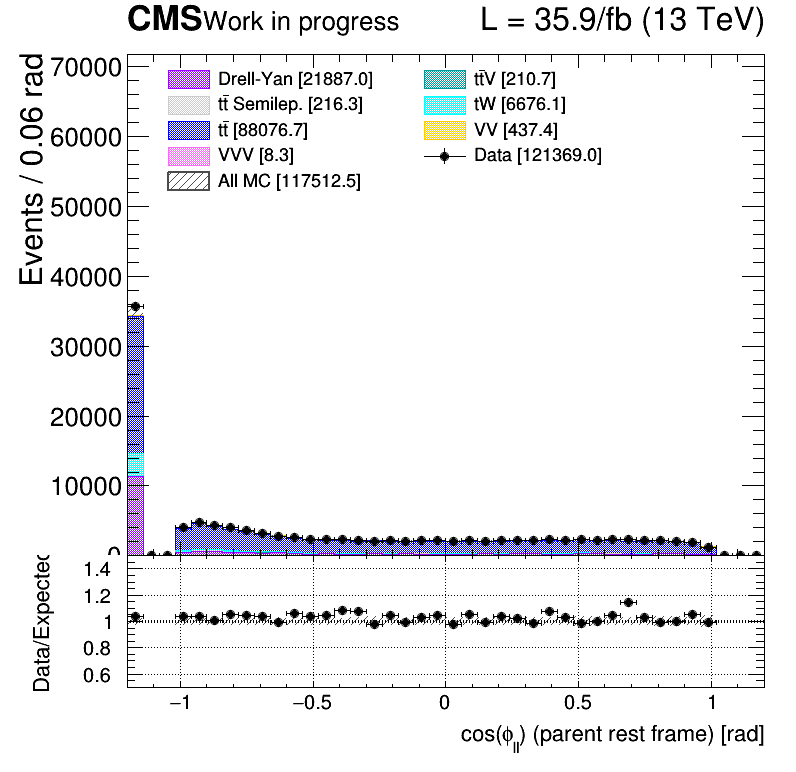 CMS Work in progress L = 35.9/fb (13 TeV)
Events / 0.06 rad
70000
60000
50000
40000
30000
20000
10000
0
Drell-Yan [21887.0]
tt̄ Semilep. [216.3]
tt̄ [88076.7]
VVV [8.3]
All MC [117512.5]
tt̄V [210.7]
tW [6676.1]
VV [437.4]
Data [121369.0]
Data/Expected
1.4
1.2
1
0.8
0.6
−1 −0.5 0 0.5 1
cos(ϕ_ll) (parent rest frame) [rad]